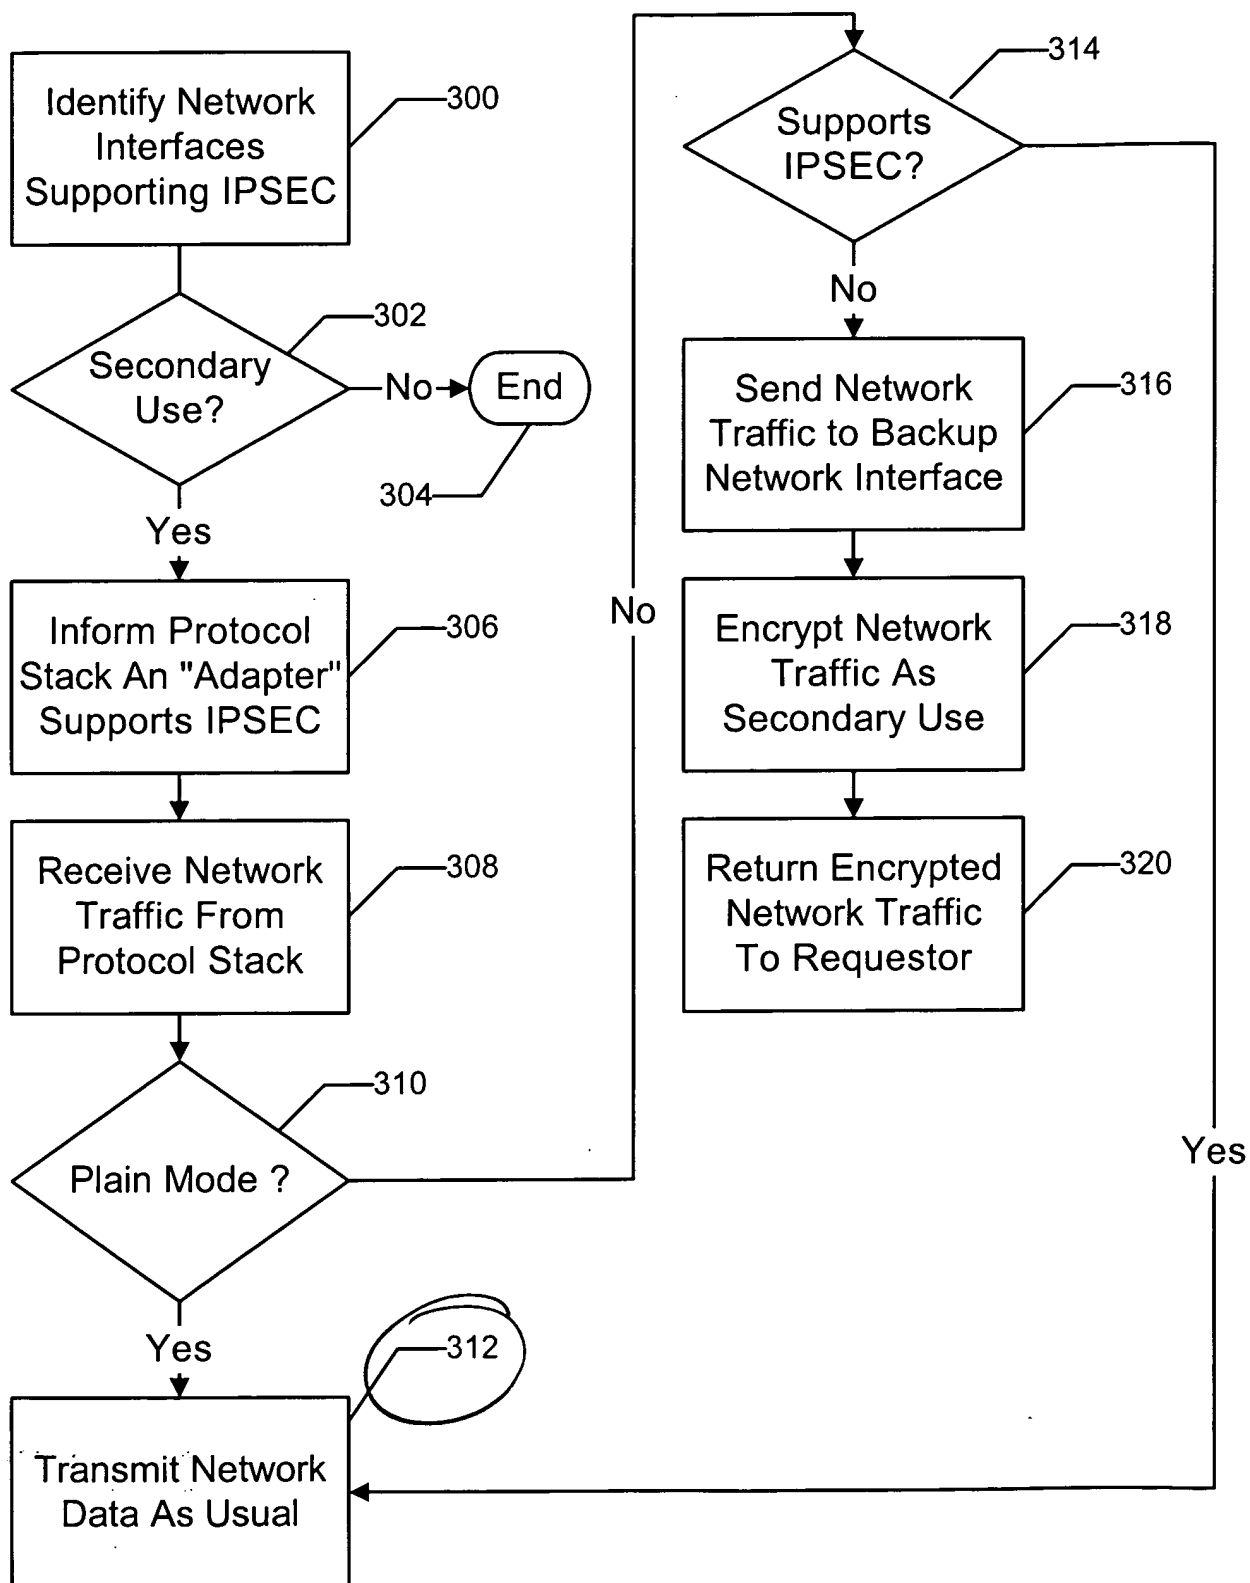 Identify Network
Interfaces
Supporting IPSEC
300
Secondary
Use?
302
No
End
304
Yes
Inform Protocol
Stack An "Adapter"
Supports IPSEC
306
Receive Network
Traffic From
Protocol Stack
308
Plain Mode ?
310
No
Yes
Transmit Network
Data As Usual
312
Supports
IPSEC?
314
No
Yes
Send Network
Traffic to Backup
Network Interface
316
Encrypt Network
Traffic As
Secondary Use
318
Return Encrypted
Network Traffic
To Requestor
320